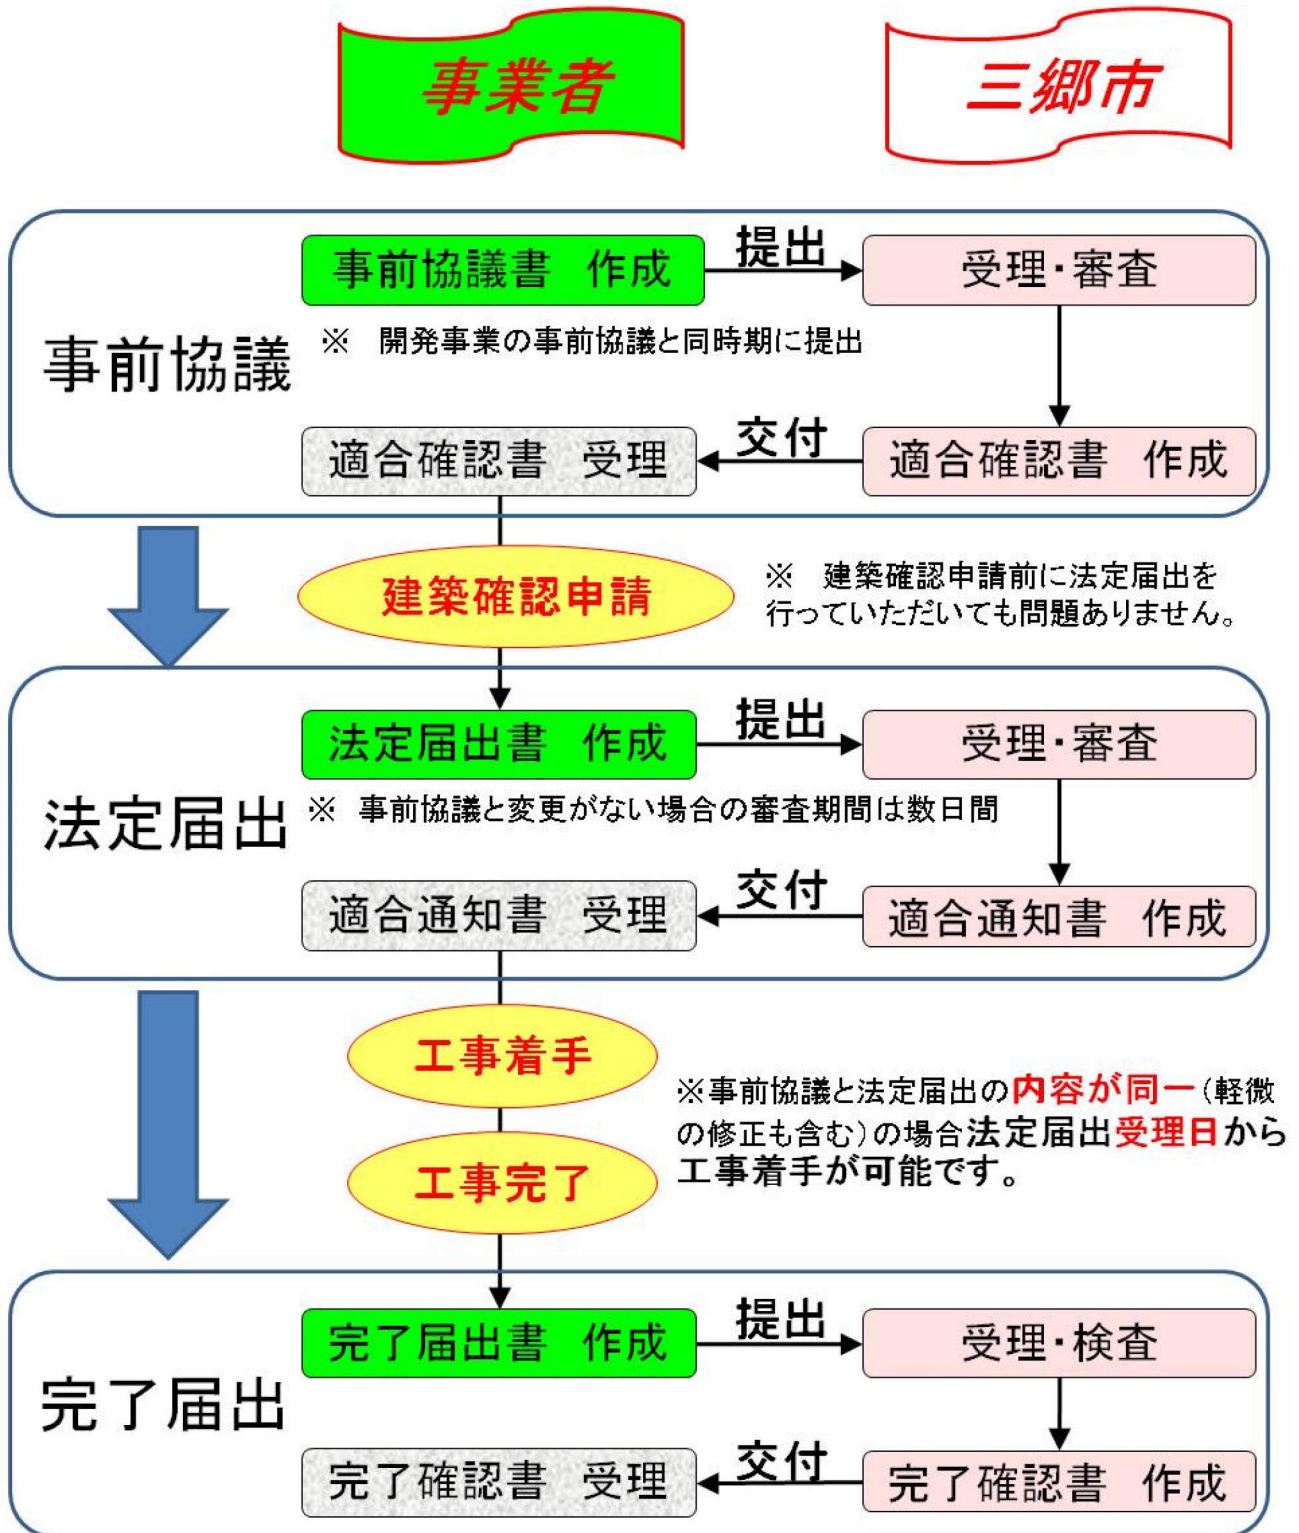 事業者
三郷市
事前協議
事前協議書　作成
提出
受理・審査
※　開発事業の事前協議と同時期に提出
適合確認書　受理
交付
適合確認書　作成
建築確認申請
※　建築確認申請前に法定届出を
行っていただいても問題ありません。
法定届出
法定届出書　作成
提出
受理・審査
※　事前協議と変更がない場合の審査期間は数日間
適合通知書　受理
交付
適合通知書　作成
工事着手
※事前協議と法定届出の内容が同一（軽微
の修正も含む）の場合法定届出受理日から
工事着手が可能です。
工事完了
完了届出
完了届出書　作成
提出
受理・検査
完了確認書　受理
交付
完了確認書　作成